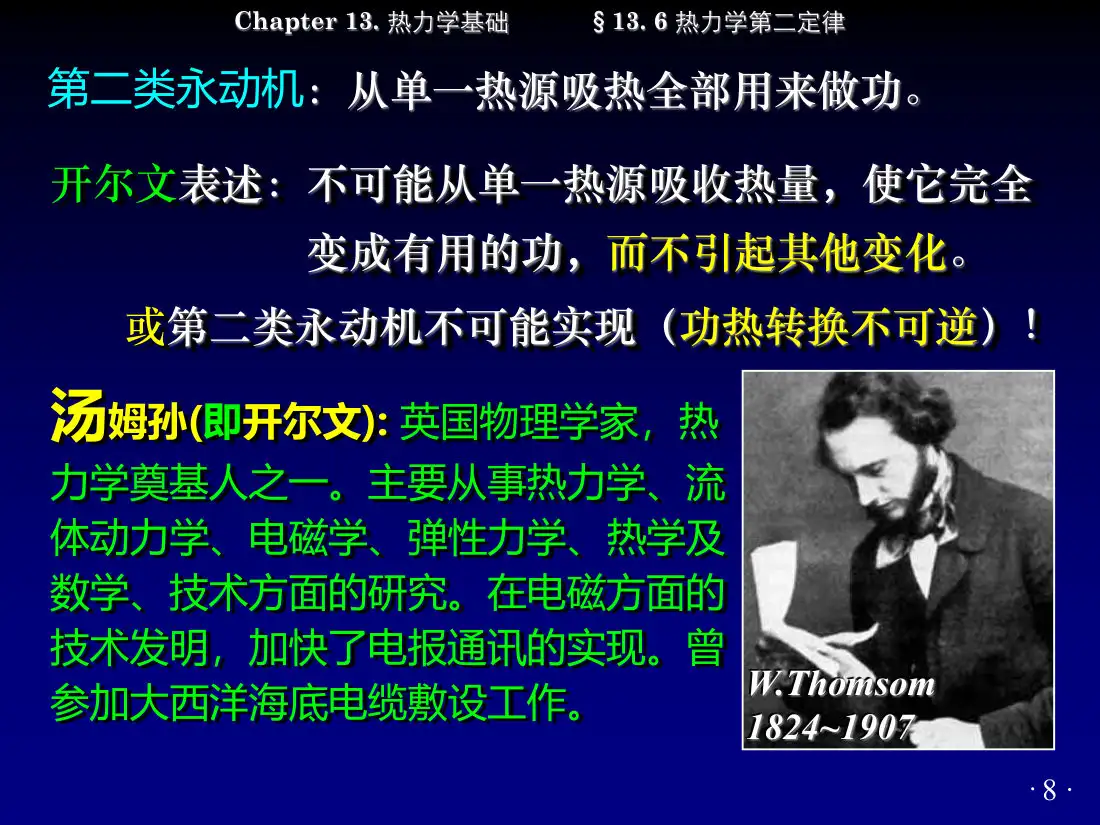 Chapter 13. 热力学基础 §13. 6 热力学第二定律
第二类永动机：从单一热源吸热全部用来做功。
开尔文表述：不可能从单一热源吸收热量，使它完全
变成有用的功，而不引起其他变化。
或第二类永动机不可能实现（功热转换不可逆）！
汤姆孙(即开尔文): 英国物理学家，热
力学奠基人之一。主要从事热力学、流
体动力学、电磁学、弹性力学、热学及
数学、技术方面的研究。在电磁方面的
技术发明，加快了电报通讯的实现。曾
参加大西洋海底电缆敷设工作。
W.Thomsom
1824~1907
·8·